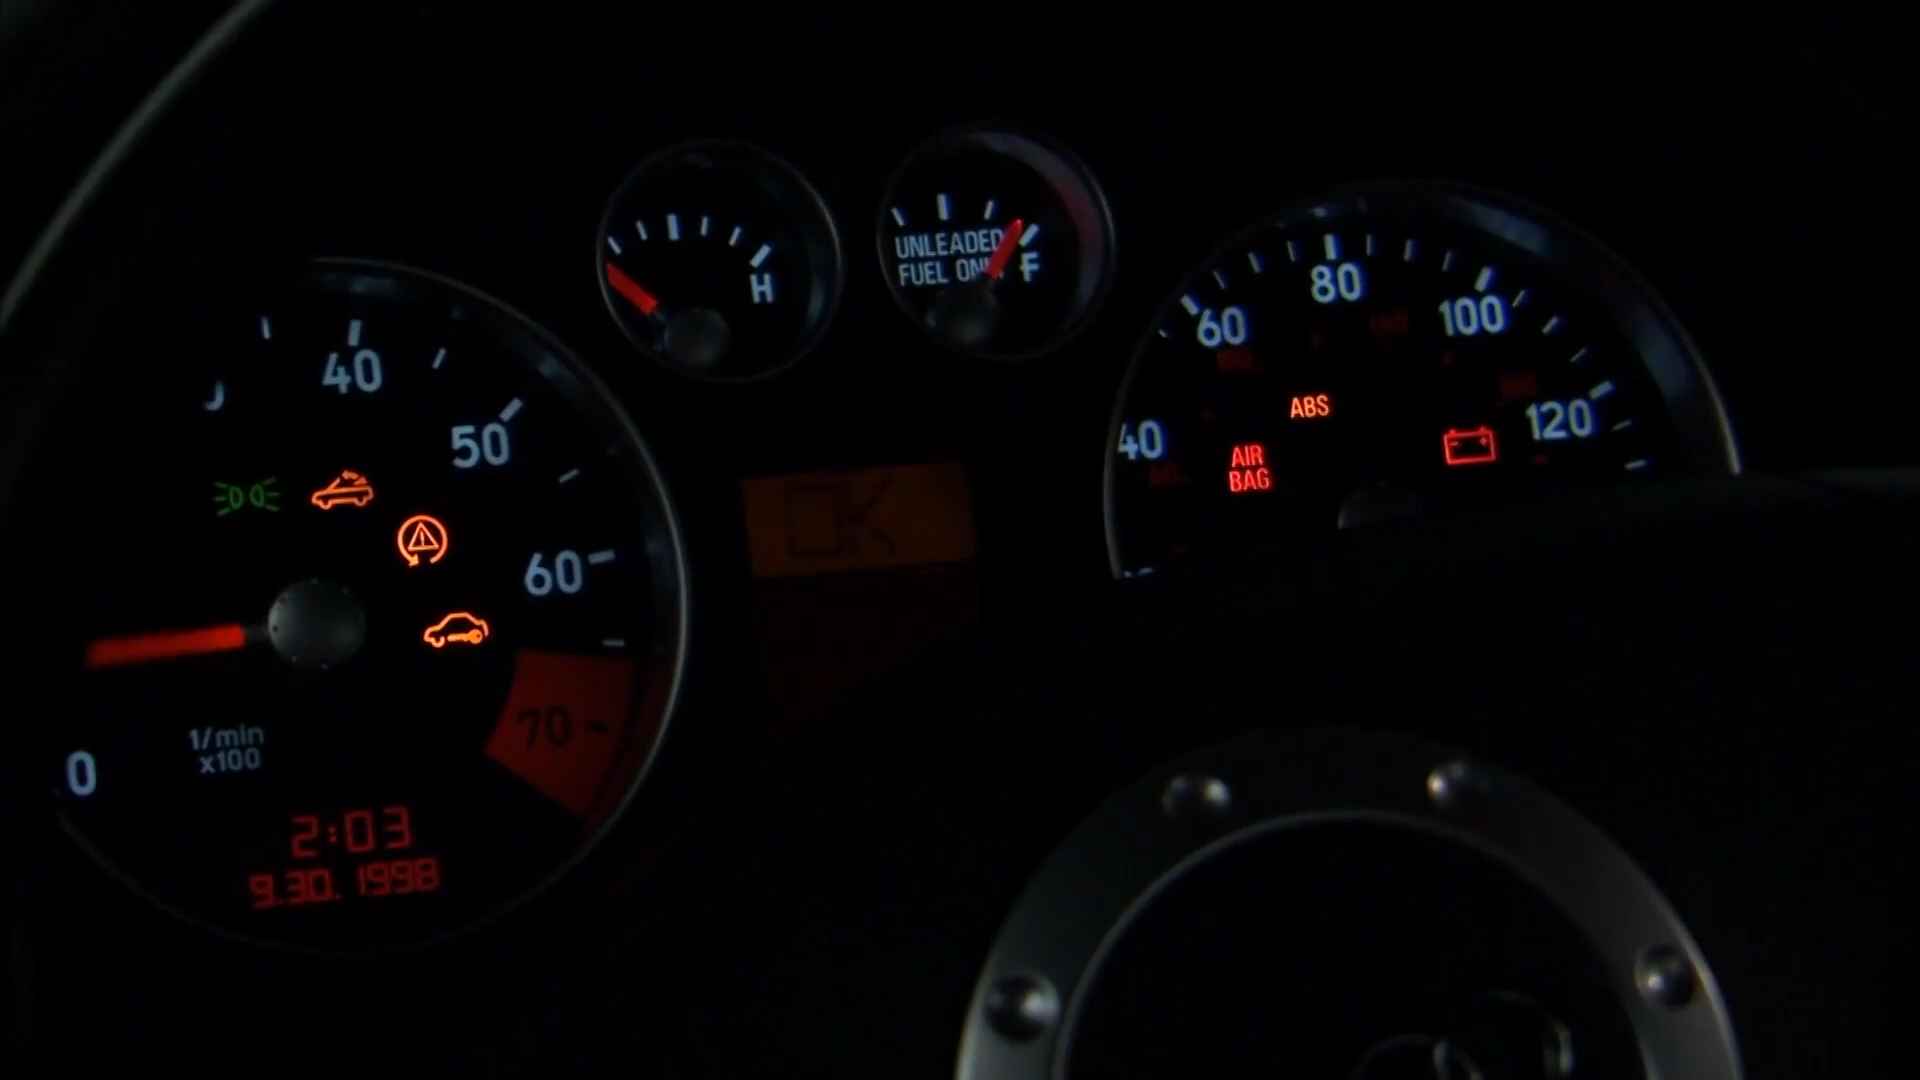 40
50
60
70
0
1/min
x100
2:03
9.30.1998
H
UNLEADED
FUEL ONLY
F
OK
40
60
80
100
120
ABS
AIR
BAG